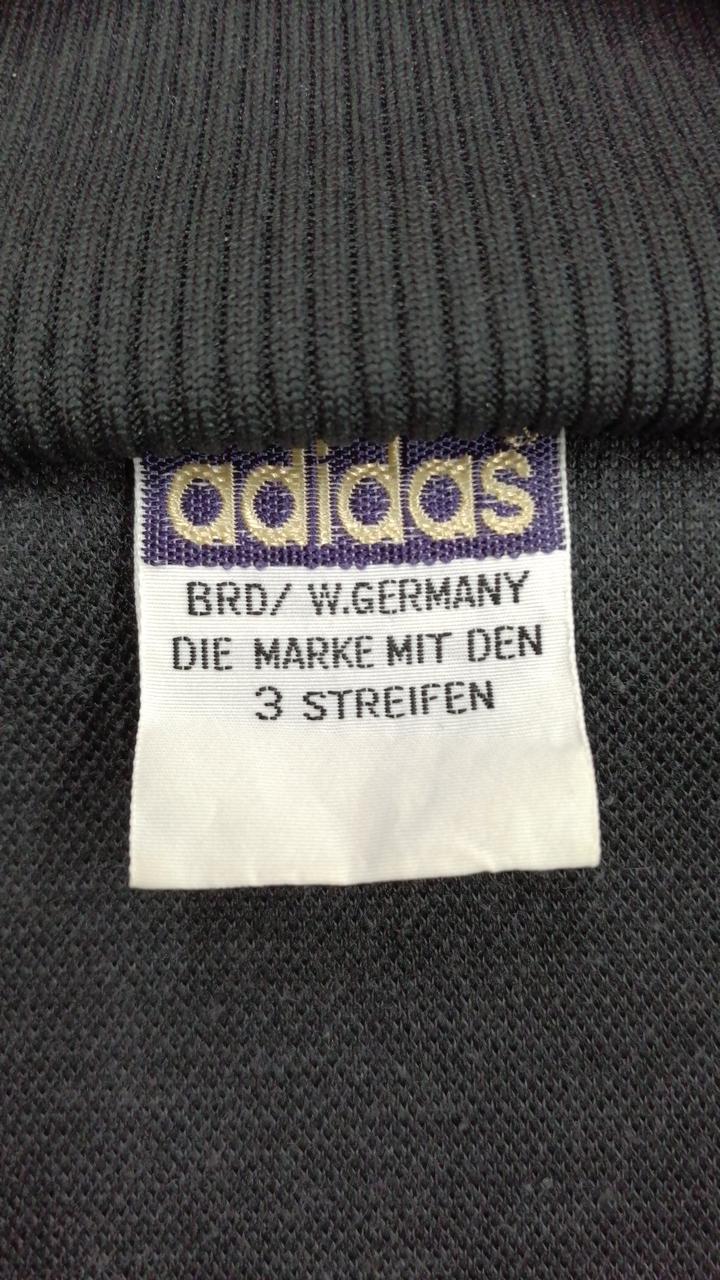 adidas
BRD/ W.GERMANY
DIE MARKE MIT DEN
3 STREIFEN